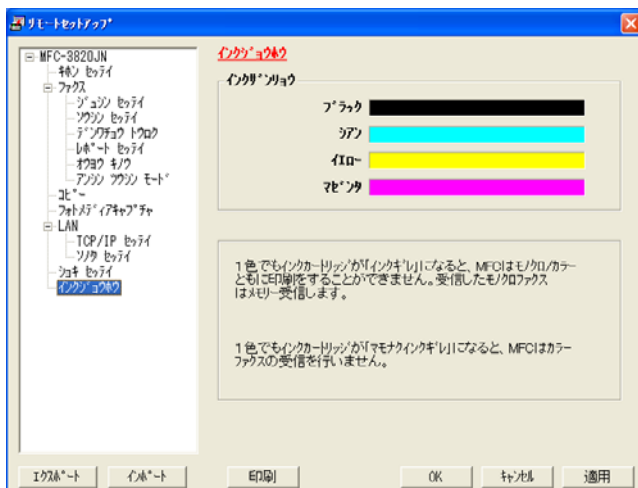 リモートセットアップ
MFC-3820JN
キホン セッテイ
ファクス
ジュシン セッテイ
ソウシン セッテイ
デンワチョウ トウロク
レポート セッテイ
オウヨウ キノウ
アンシン ツウシン モード
コピー
フォトメディアキャプチャ
LAN
TCP/IP セッテイ
ソノタ セッテイ
ショキ セッテイ
インクジョウホウ
インクジョウホウ
インクザンリョウ
ブラック
シアン
イエロー
マゼンタ
1色でもインクカートリッジが「インクギレ」になると、MFCはモノクロ/カラー
ともに印刷をすることができません。受信したモノクロファクス
はメモリー受信します。
1色でもインクカートリッジが「マモナクインクギレ」になると、MFCはカラー
ファクスの受信を行いません。
エクスポート
インポート
印刷
OK
キャンセル
適用